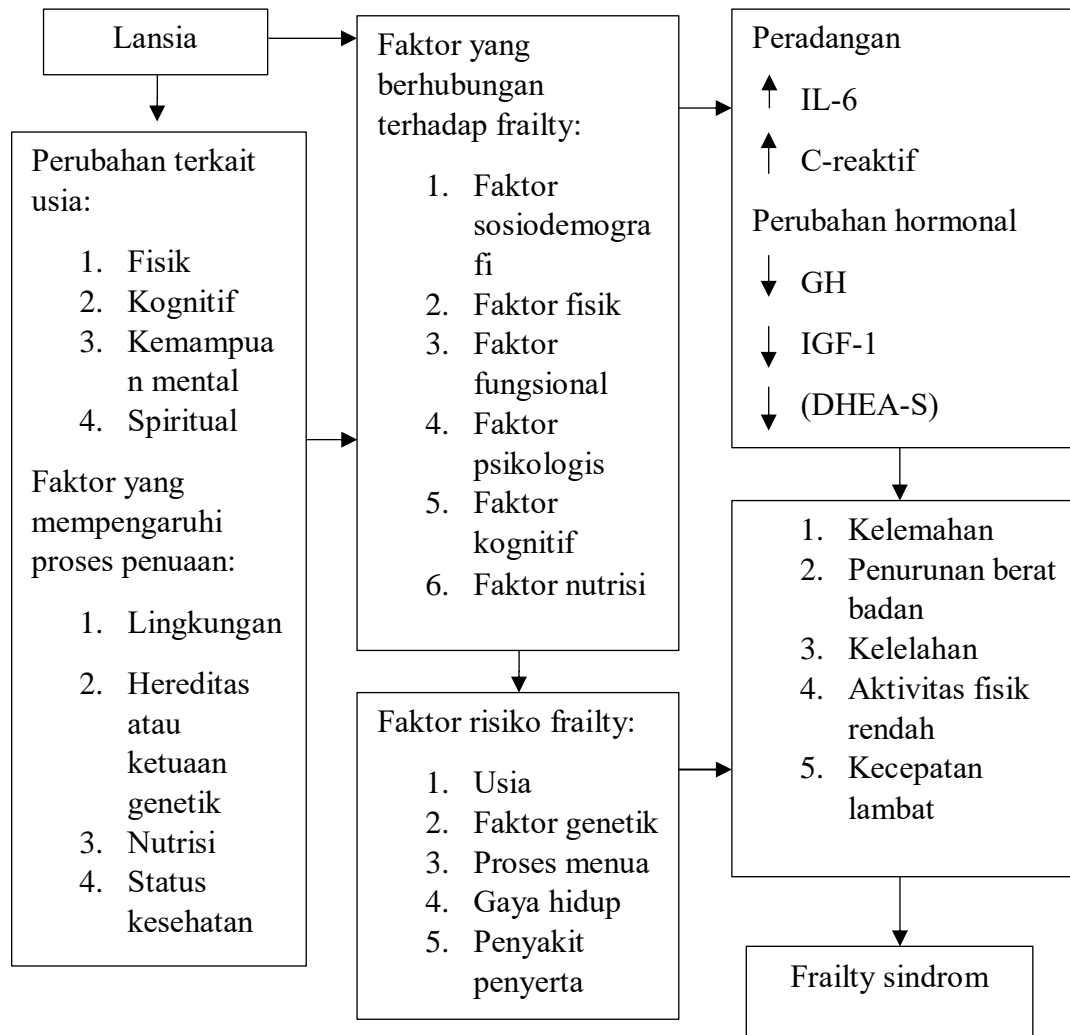 Lansia
Perubahan terkait
usia:
1. Fisik
2. Kognitif
3. Kemampua
n mental
4. Spiritual
Faktor yang
mempengaruhi
proses penuaan:
1. Lingkungan
2. Hereditas
atau
ketuaan
genetik
3. Nutrisi
4. Status
kesehatan
Faktor yang
berhubungan
terhadap frailty:
1. Faktor
sosiodemogra
fi
2. Faktor fisik
3. Faktor
fungsional
4. Faktor
psikologis
5. Faktor
kognitif
6. Faktor nutrisi
Faktor risiko frailty:
1. Usia
2. Faktor genetik
3. Proses menua
4. Gaya hidup
5. Penyakit
penyerta
Peradangan
↑ IL-6
↑ C-reaktif
Perubahan hormonal
↓ GH
↓ IGF-1
↓ (DHEA-S)
1. Kelemahan
2. Penurunan berat
badan
3. Kelelahan
4. Aktivitas fisik
rendah
5. Kecepatan
lambat
Frailty sindrom